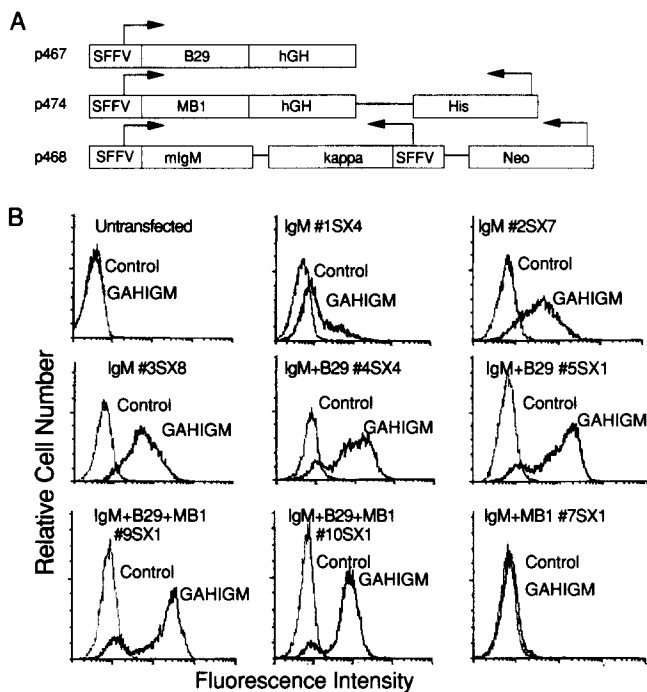 A
p467
SFFV B29 hGH
p474
SFFV MB1 hGH His
p468
SFFV mIgM kappa SFFV Neo
B
Relative Cell Number
Untransfected
Control
GAHIGM
IgM #1SX4
Control
GAHIGM
IgM #2SX7
Control
GAHIGM
IgM #3SX8
Control
GAHIGM
IgM+B29 #4SX4
Control
GAHIGM
IgM+B29 #5SX1
Control
GAHIGM
IgM+B29+MB1
#9SX1
Control
GAHIGM
IgM+B29+MB1
#10SX1
Control
GAHIGM
IgM+MB1 #7SX1
Control
GAHIGM
Fluorescence Intensity